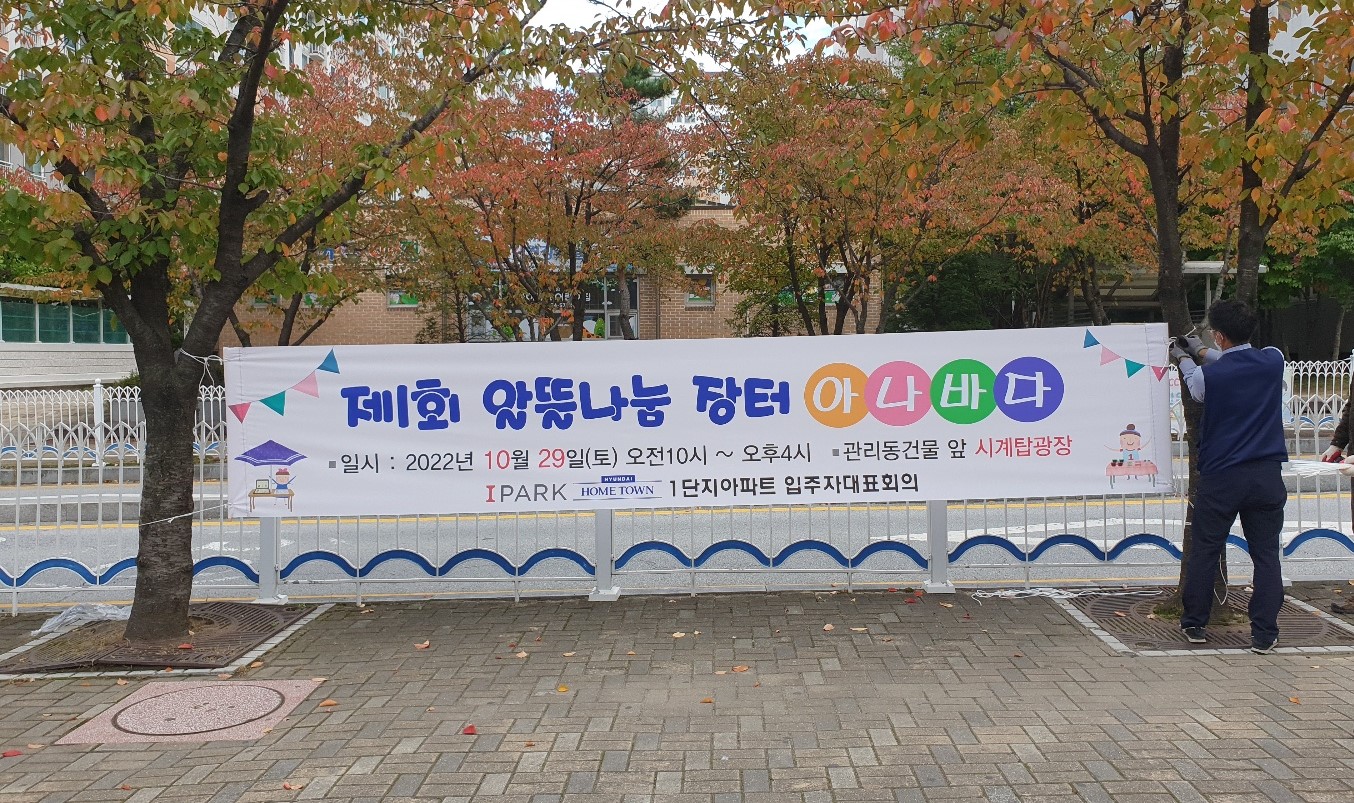 제1회 알뜰나눔 장터 아나바다
▪일시 : 2022년 10월 29일(토) 오전10시 ~ 오후4시 ▪관리동건물 앞 시계탑광장
IPARK HYUNDAI HOME TOWN 1단지아파트 입주자대표회의